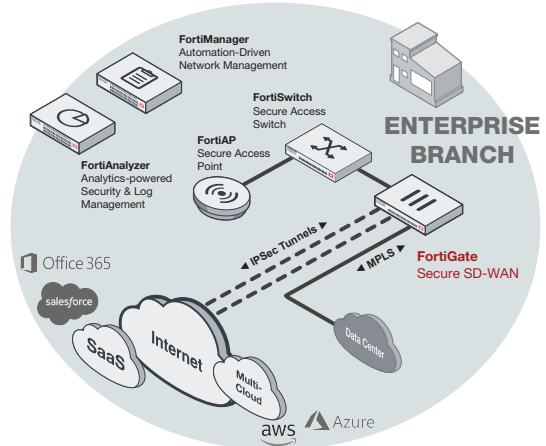 FortiManager
Automation-Driven
Network Management
FortiSwitch
Secure Access
Switch
ENTERPRISE
BRANCH
FortiAP
Secure Access
Point
FortiAnalyzer
Analytics-powered
Security & Log
Management
◄ IPSec Tunnels ►
◄ MPLS ►
FortiGate
Secure SD-WAN
Office 365
salesforce
SaaS
Internet
Multi-
Cloud
Data Center
aws
Azure